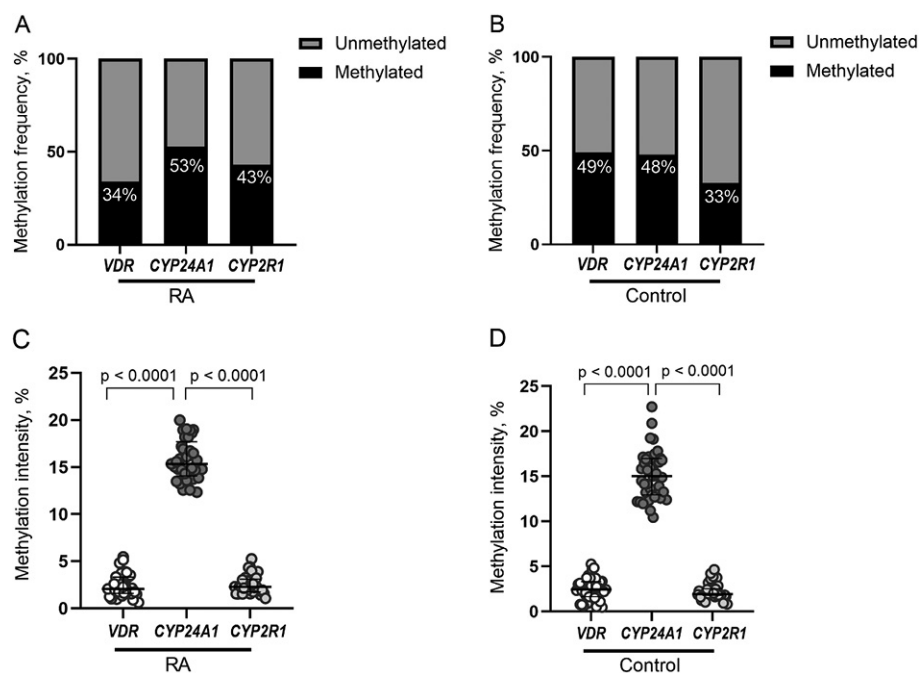 A
Methylation frequency, %
100
50
0
34%
53%
43%
VDR CYP24A1 CYP2R1
RA
Unmethylated
Methylated
B
Methylation frequency, %
100
50
0
49%
48%
33%
VDR CYP24A1 CYP2R1
Control
Unmethylated
Methylated
C
Methylation intensity, %
25
20
15
10
5
0
p < 0.0001 p < 0.0001
VDR CYP24A1 CYP2R1
RA
D
Methylation intensity, %
25
20
15
10
5
0
p < 0.0001 p < 0.0001
VDR CYP24A1 CYP2R1
Control